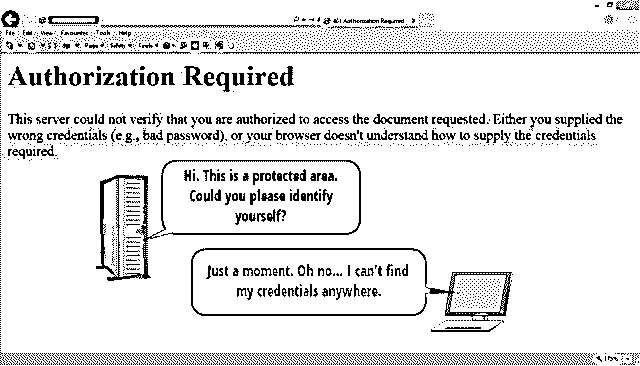 401 Authorization Required
File Edit View Favourites Tools Help
Page Safety Tools
Authorization Required
This server could not verify that you are authorized to access the document requested. Either you supplied the
wrong credentials (e.g., bad password), or your browser doesn't understand how to supply the credentials
required.
Hi. This is a protected area.
Could you please identify
yourself?
Just a moment. Oh no... I can't find
my credentials anywhere.